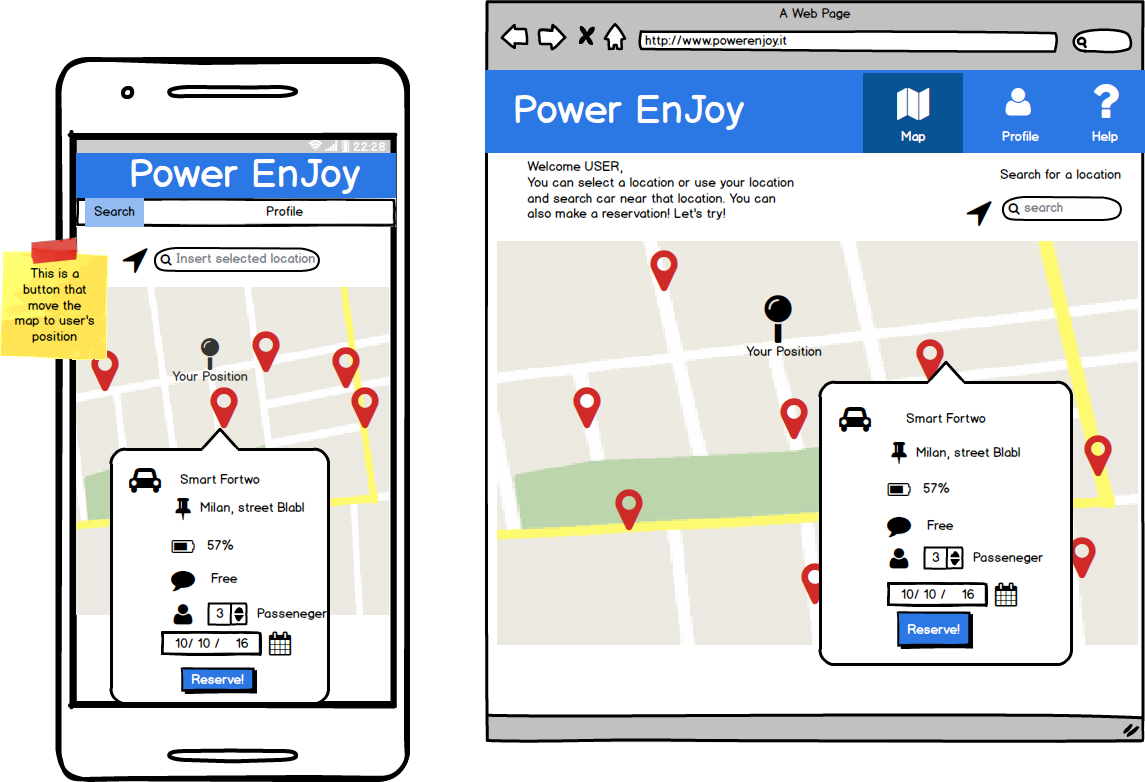 22:28
Power EnJoy
Search
Profile
Insert selected location
This is a
button that
move the
map to user's
position
Your Position
Smart Fortwo
Milan, street Blabl
57%
Free
3
Passeneger
10/ 10 / 16
Reserve!
A Web Page
http://www.powerenjoy.it
Power EnJoy
Map
Profile
Help
Welcome USER,
You can select a location or use your location
and search car near that location. You can
also make a reservation! Let's try!
Search for a location
search
Your Position
Smart Fortwo
Milan, street Blabl
57%
Free
3
Passeneger
10/ 10 / 16
Reserve!